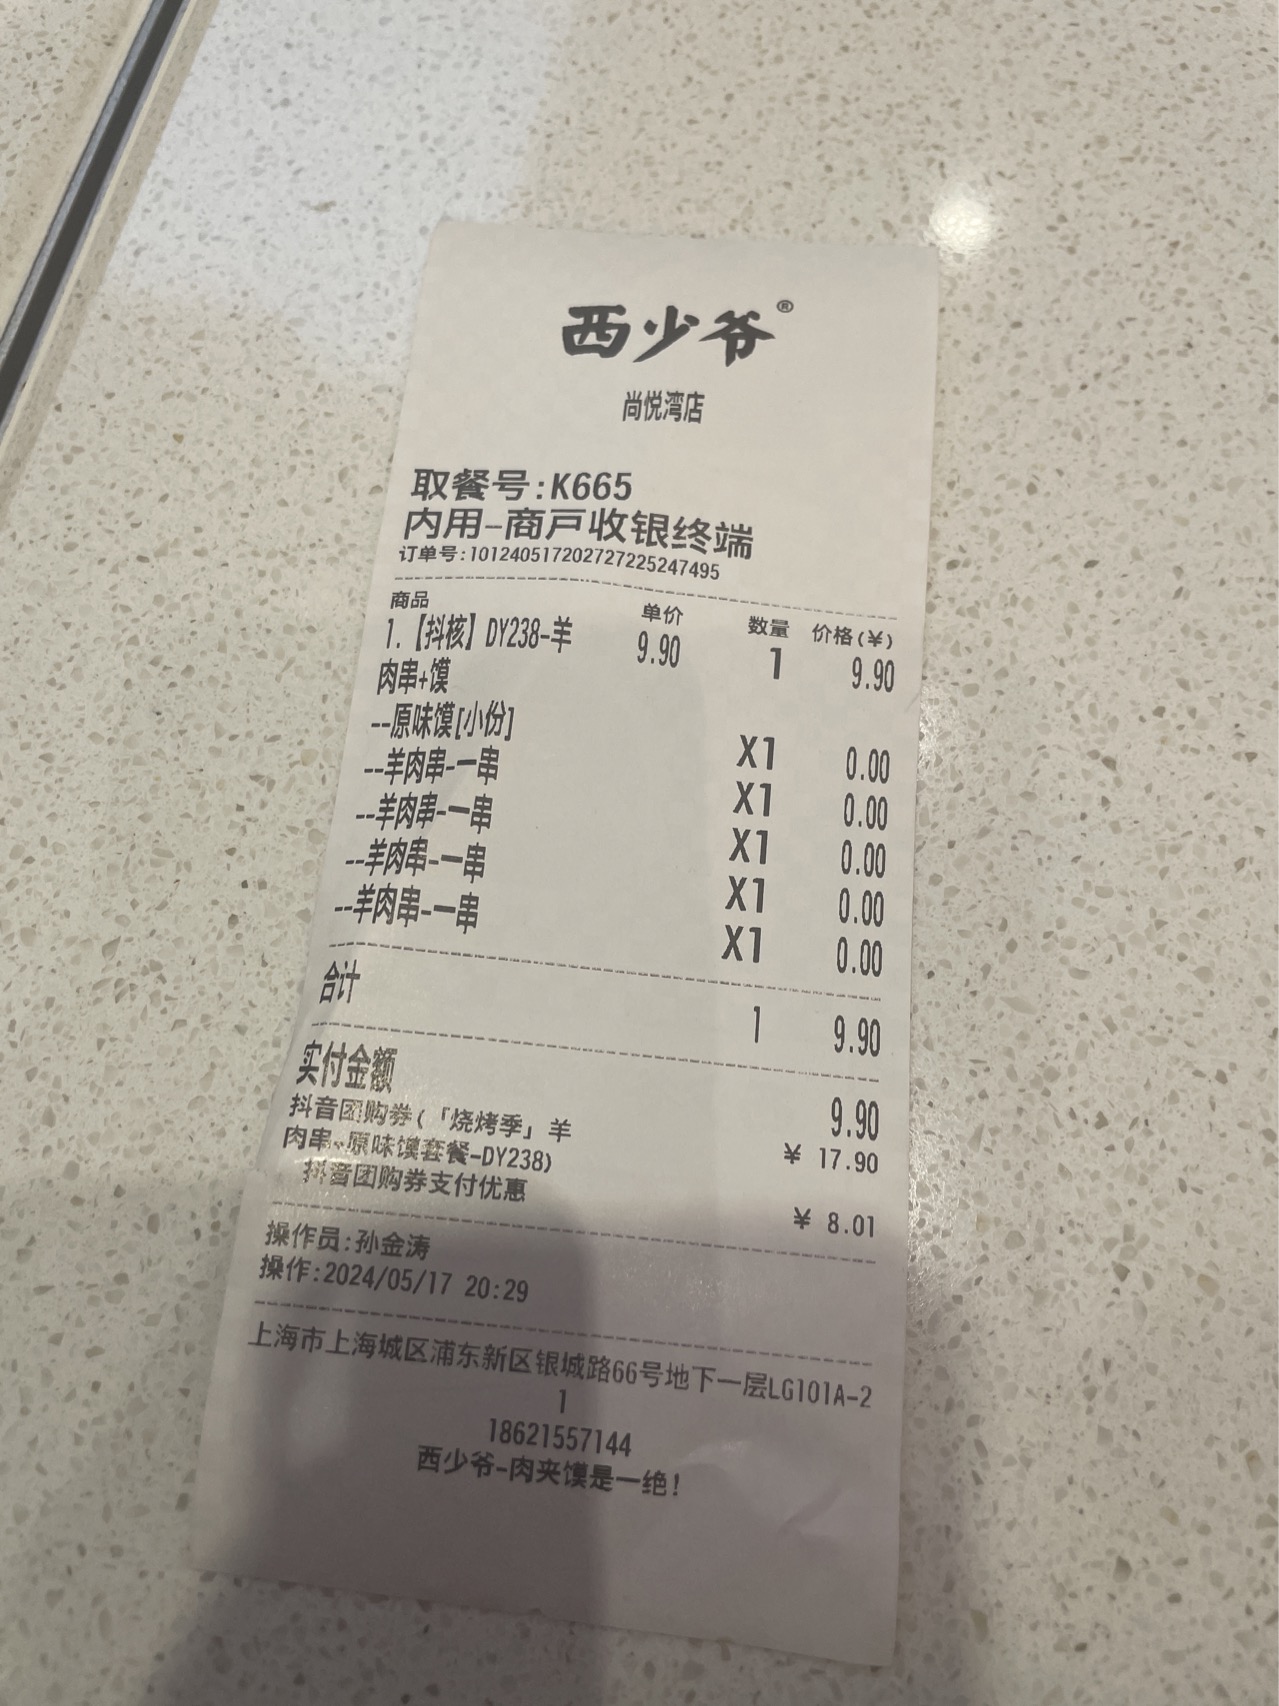 西少爷®
尚悦湾店
取餐号:K665
内用-商戸收银终端
订单号:101240517202727225247495
商品 单价 数量 价格(¥)
1.【抖核】DY238-羊 9.90 1 9.90
肉串+馍
--原味馍[小份] X1 0.00
--羊肉串-一串 X1 0.00
--羊肉串-一串 X1 0.00
--羊肉串-一串 X1 0.00
--羊肉串-一串 X1 0.00
合计 1 9.90
实付金额 9.90
抖音团购券(「烧烤季」羊 ¥ 17.90
肉串+原味馍套餐-DY238)
抖音团购券支付优惠 ¥ 8.01
操作员:孙金涛
操作:2024/05/17 20:29
上海市上海城区浦东新区银城路66号地下一层LG101A-2
1
18621557144
西少爷-肉夹馍是一绝!